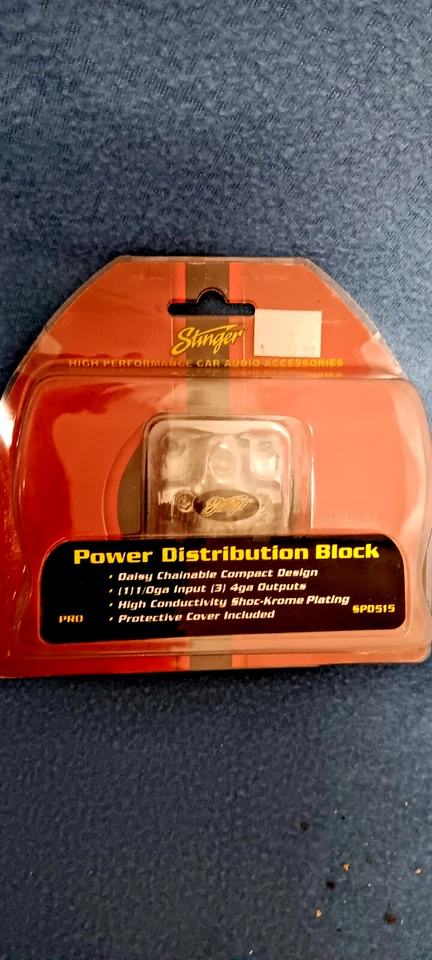 Stinger
HIGH PERFORMANCE CAR AUDIO ACCESSORIES
Stinger
Power Distribution Block
• Daisy Chainable Compact Design
• (1) 1/0ga Input (3) 4ga Outputs
• High Conductivity Shoc-Krome Plating
• Protective Cover Included
PRO
SPD515